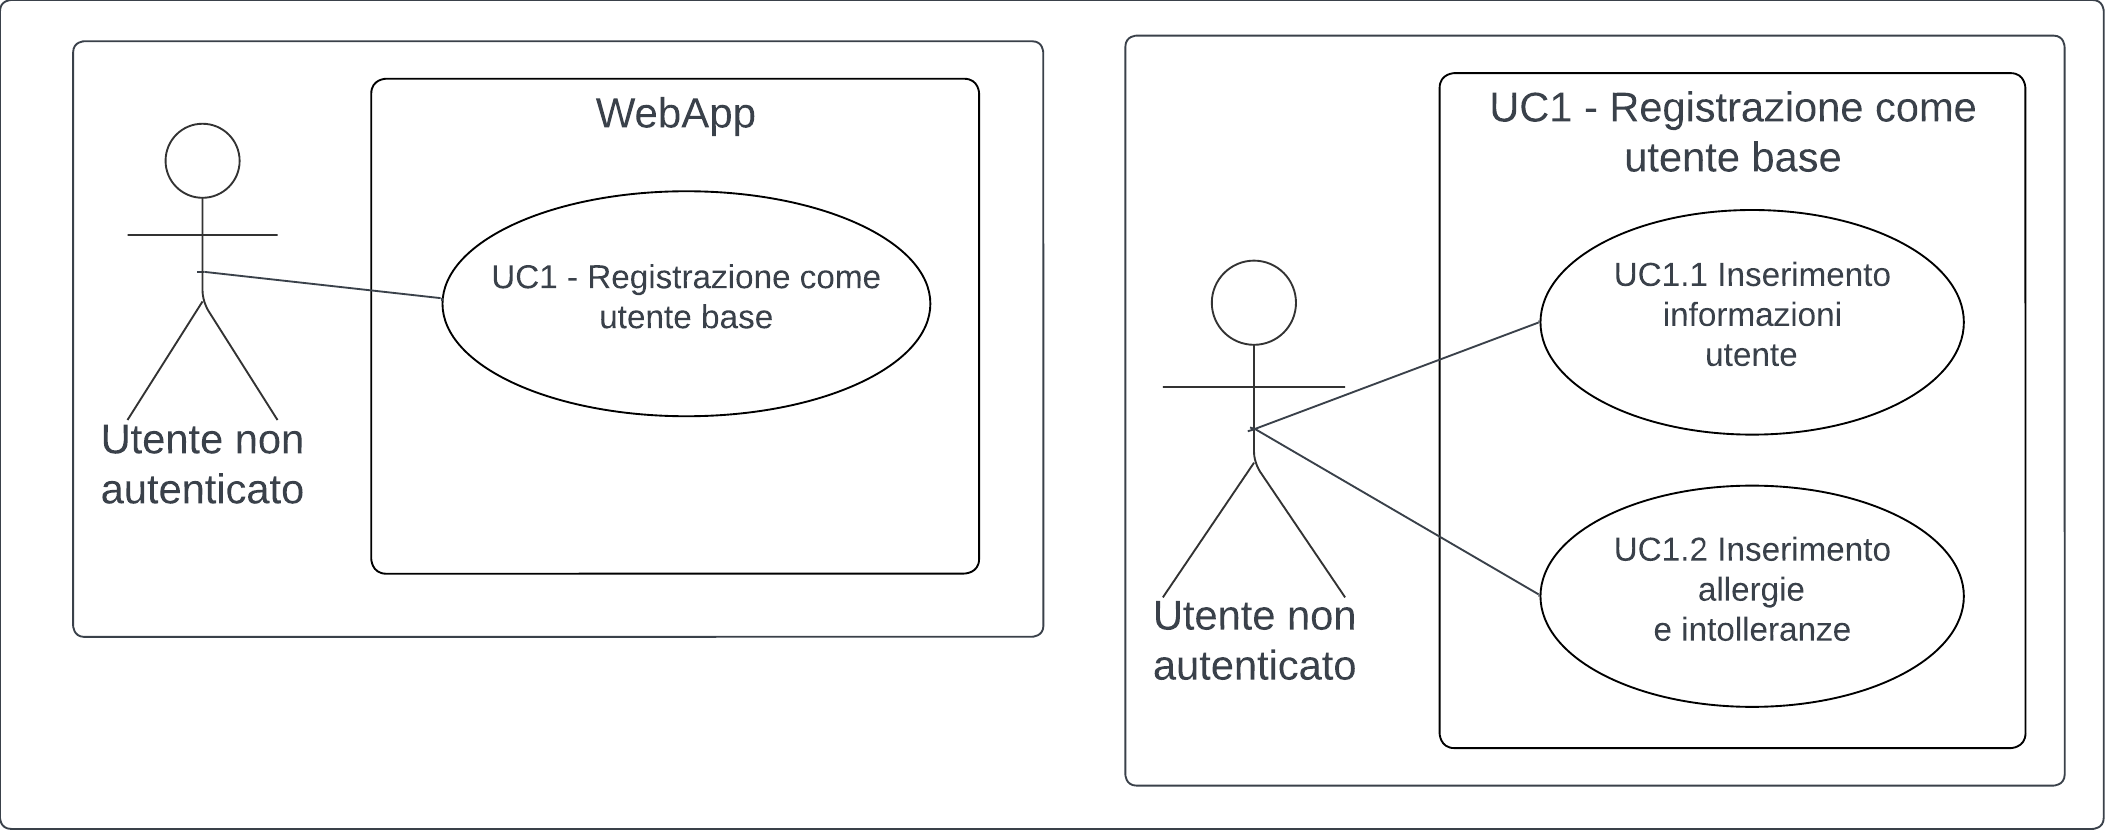 WebApp
UC1 - Registrazione come
utente base
Utente non
autenticato
UC1 - Registrazione come
utente base
UC1.1 Inserimento
informazioni
utente
UC1.2 Inserimento
allergie
e intolleranze
Utente non
autenticato